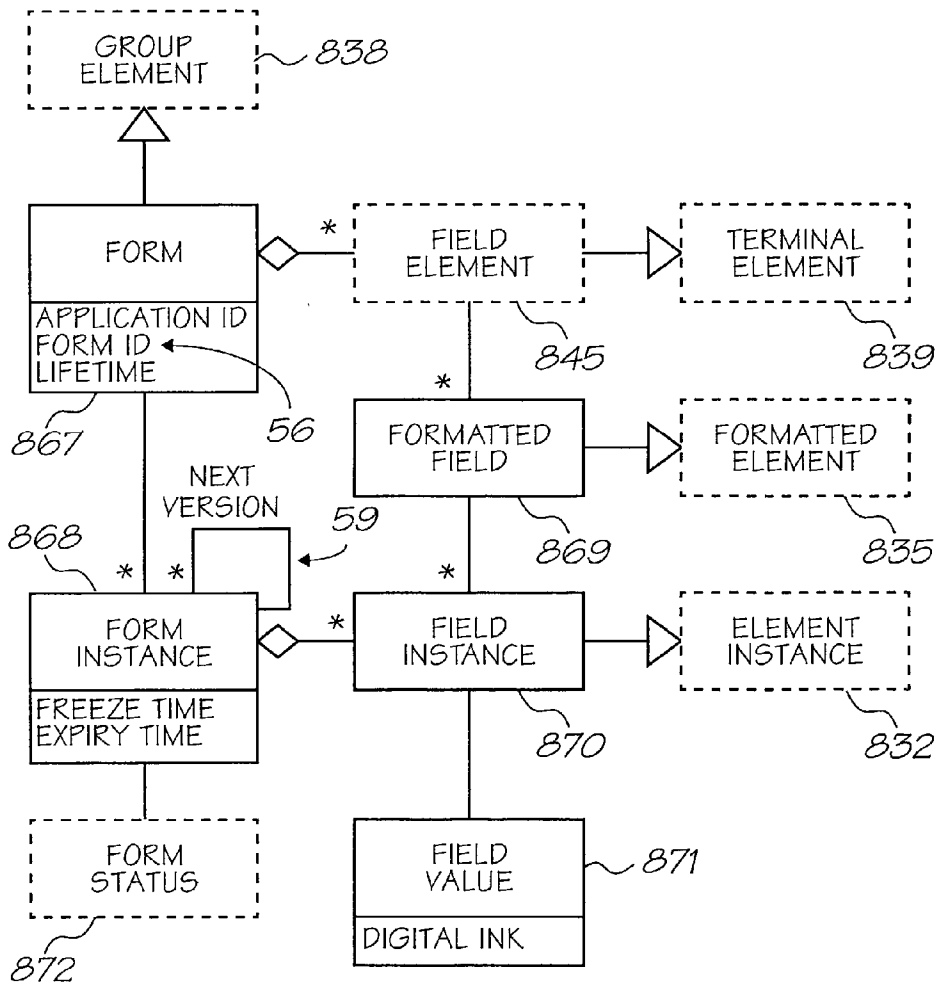 GROUP
ELEMENT
838
FORM
APPLICATION ID
FORM ID
LIFETIME
867
56
*
FIELD
ELEMENT
845
TERMINAL
ELEMENT
839
*
FORMATTED
FIELD
869
FORMATTED
ELEMENT
835
NEXT
VERSION
59
868
*
*
FORM
INSTANCE
FREEZE TIME
EXPIRY TIME
*
*
FIELD
INSTANCE
870
ELEMENT
INSTANCE
832
FORM
STATUS
872
FIELD
VALUE
DIGITAL INK
871